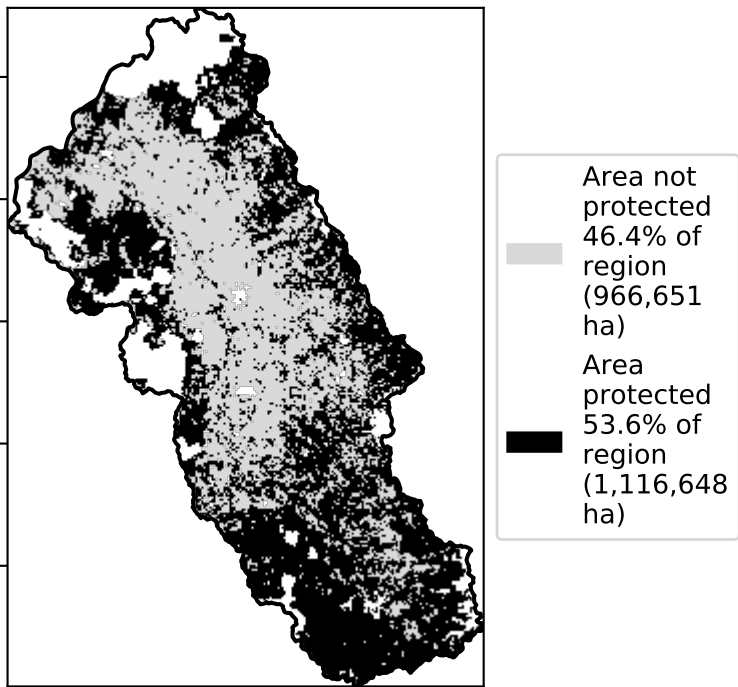 Area not
protected
46.4% of
region
(966,651
ha)
Area
protected
53.6% of
region
(1,116,648
ha)